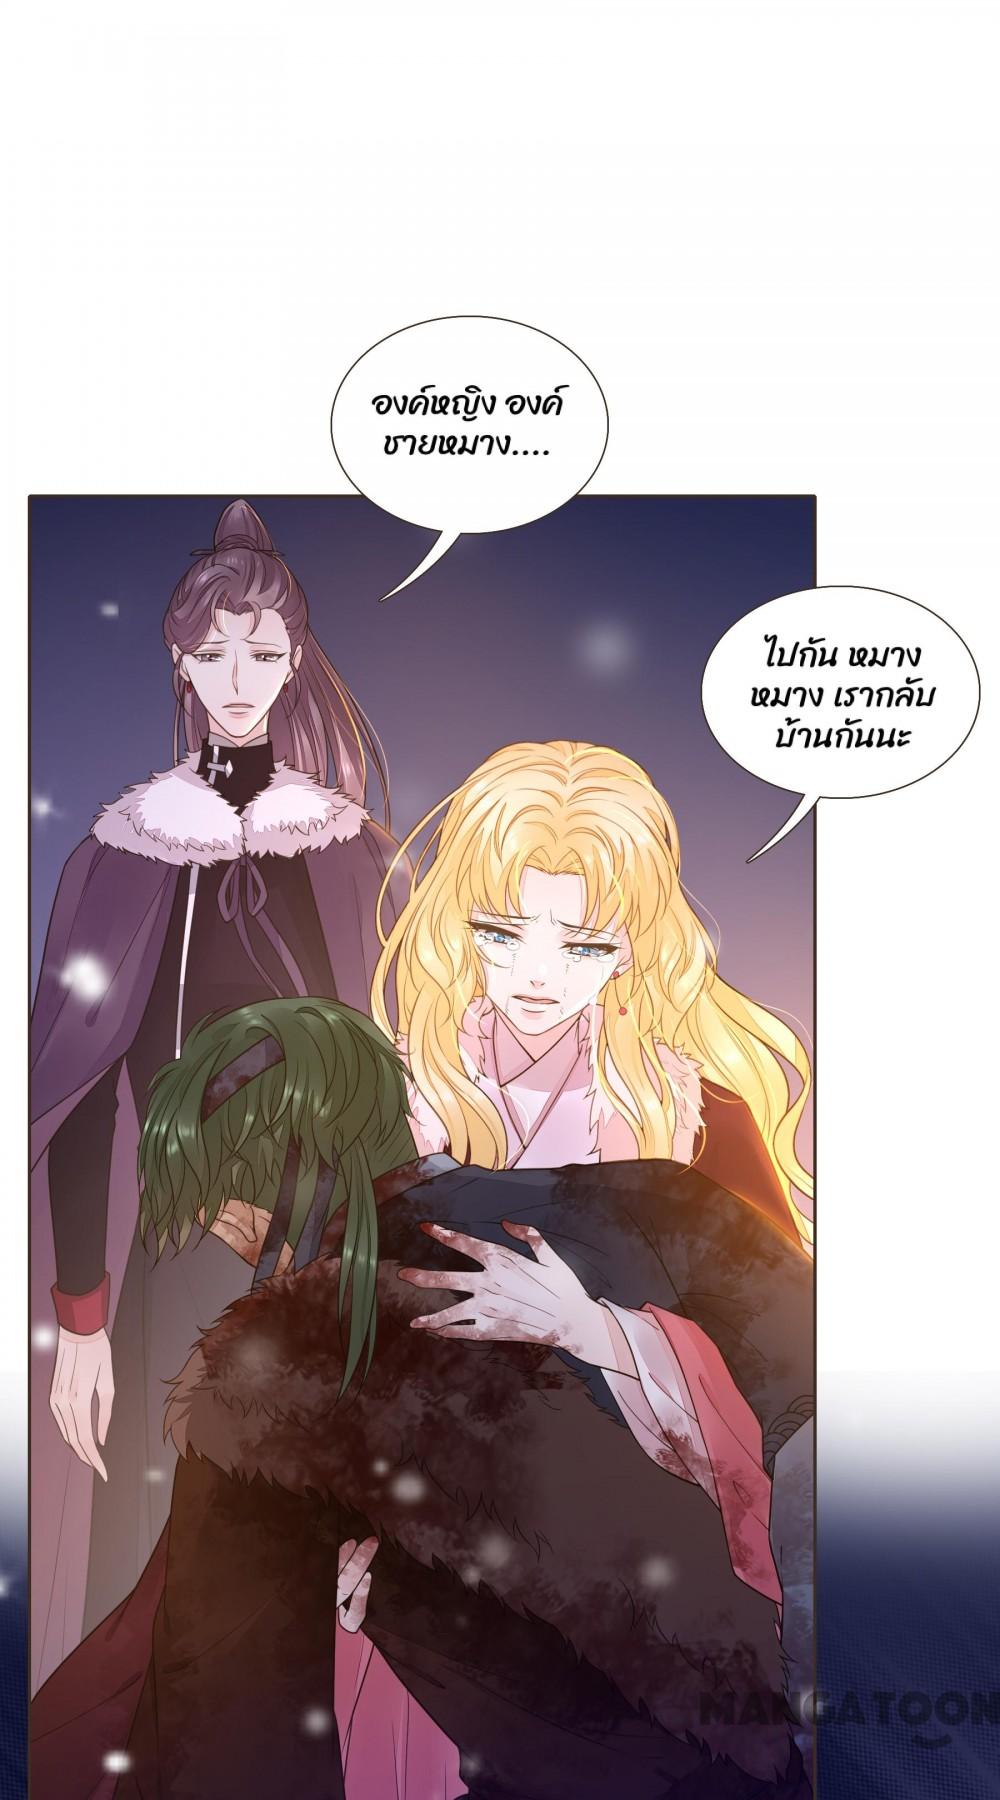 องค์หญิง องค์
ชายหมาง....
ไปกัน หมาง
หมาง เรากลับ
บ้านกันนะ
MANGATOON